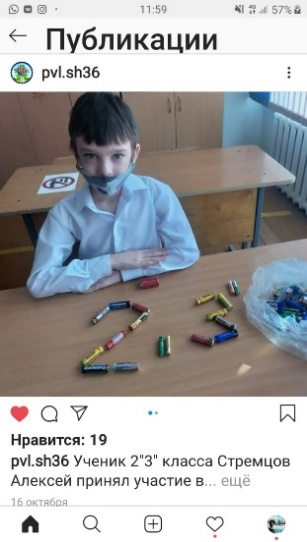 11:59
57%
Публикации
pvl.sh36
Нравится: 19
pvl.sh36 Ученик 2"З" класса Стремцов
Алексей принял участие в... ещё
16 октября